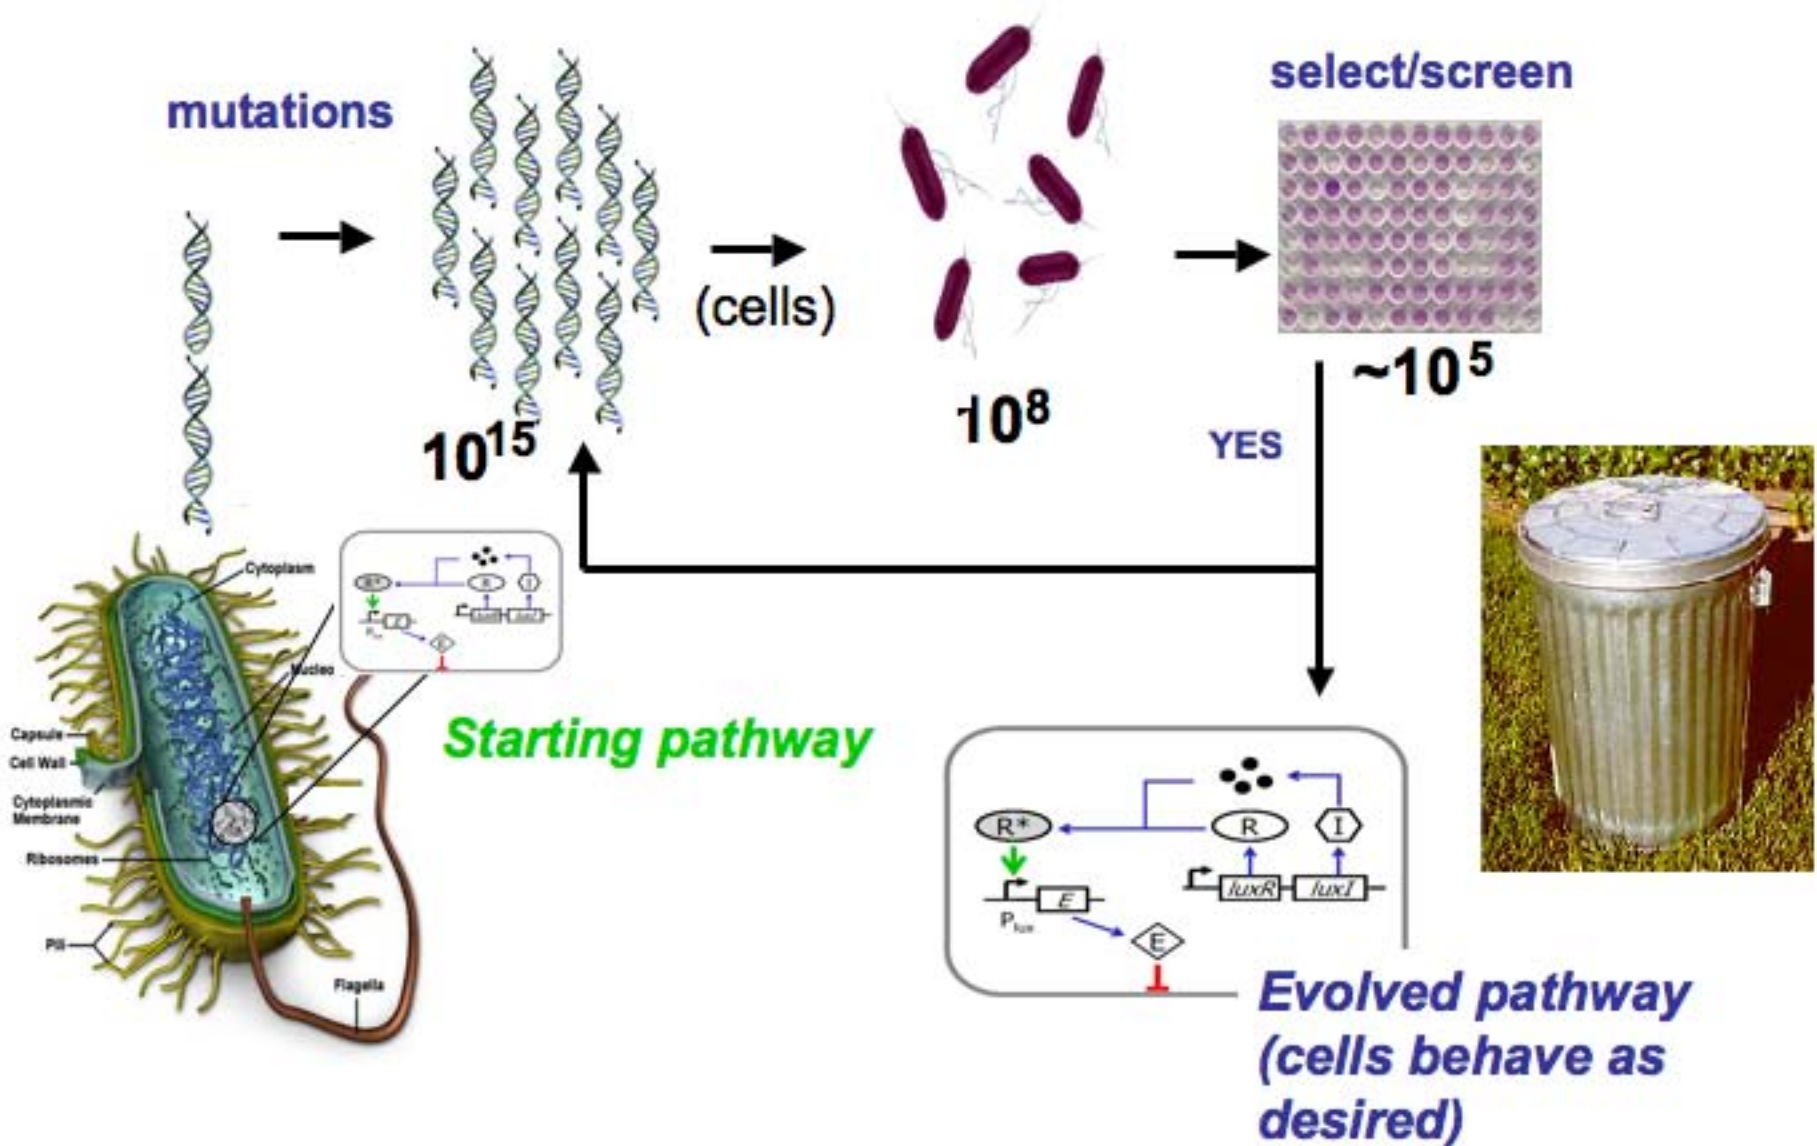 mutations
select/screen
(cells)
10¹⁵
10⁸
~10⁵
YES
Cytoplasm
Nucleo
Capsule
Cell Wall
Cytoplasmic
Membrane
Ribosomes
Pili
Flagella
R*
R
I
E
Starting pathway
R*
R
I
luxR
luxI
E
Plux
E
Evolved pathway
(cells behave as
desired)